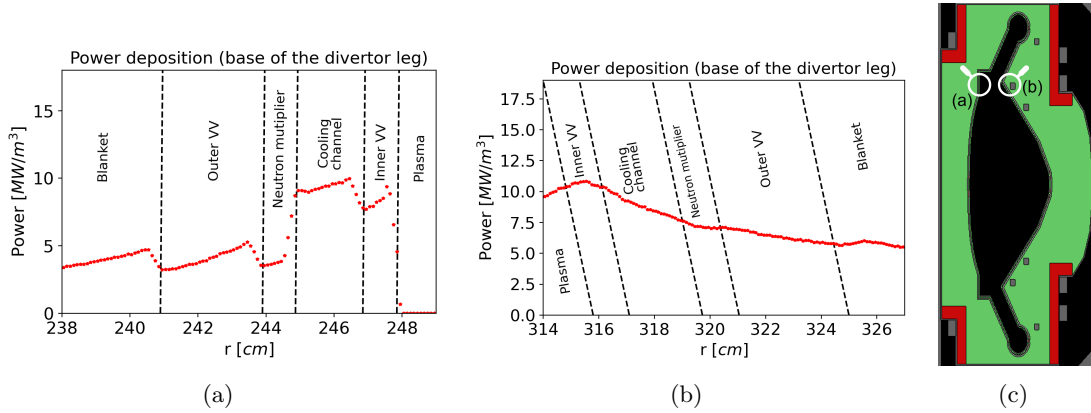 Power deposition (base of the divertor leg)
Power [MW/m³]
15
10
5
0
Blanket
Outer VV
Neutron mutiplier
Cooling
channel
Inner VV
Plasma
238 240 242 244 246 248
r [cm]
(a)
Power deposition (base of the divertor leg)
Power [MW/m³]
17.5
15.0
12.5
10.0
7.5
5.0
2.5
0.0
Plasma
Inner VV
Cooling
channel
Neutron mutiplier
Outer VV
Blanket
314 316 318 320 322 324 326
r [cm]
(b)
(a)
(b)
(c)